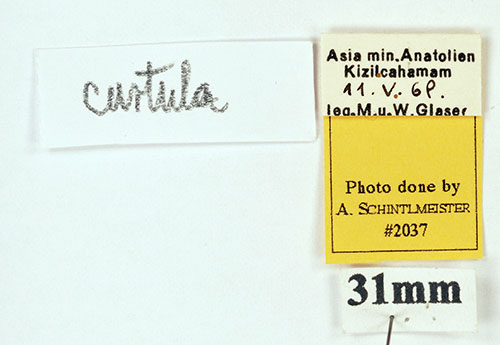 curtula
Asia min.Anatolien
Kizilcahamam
11.V.68.
leg.M.u.W.Glaser
Photo done by
A. SCHINTLMEISTER
#2037
31mm